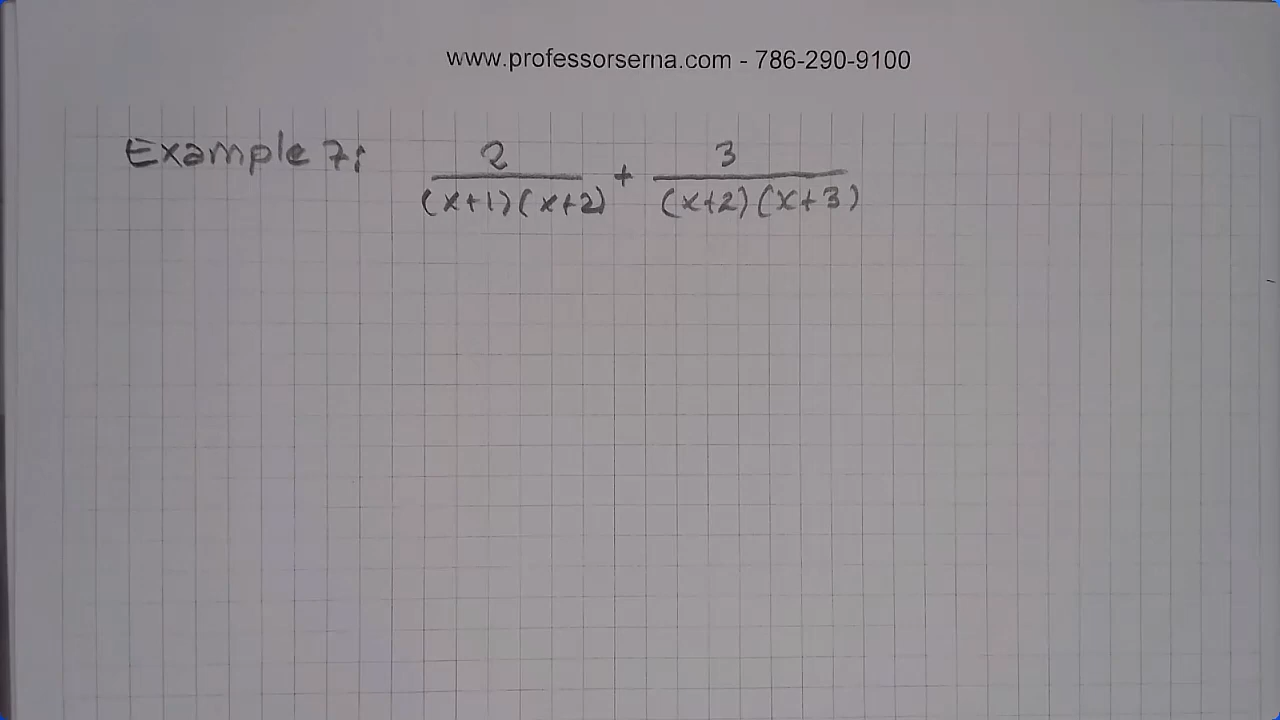 www.professorserna.com - 786-290-9100
Example 7: 2/((x+1)(x+2)) + 3/((x+2)(x+3))